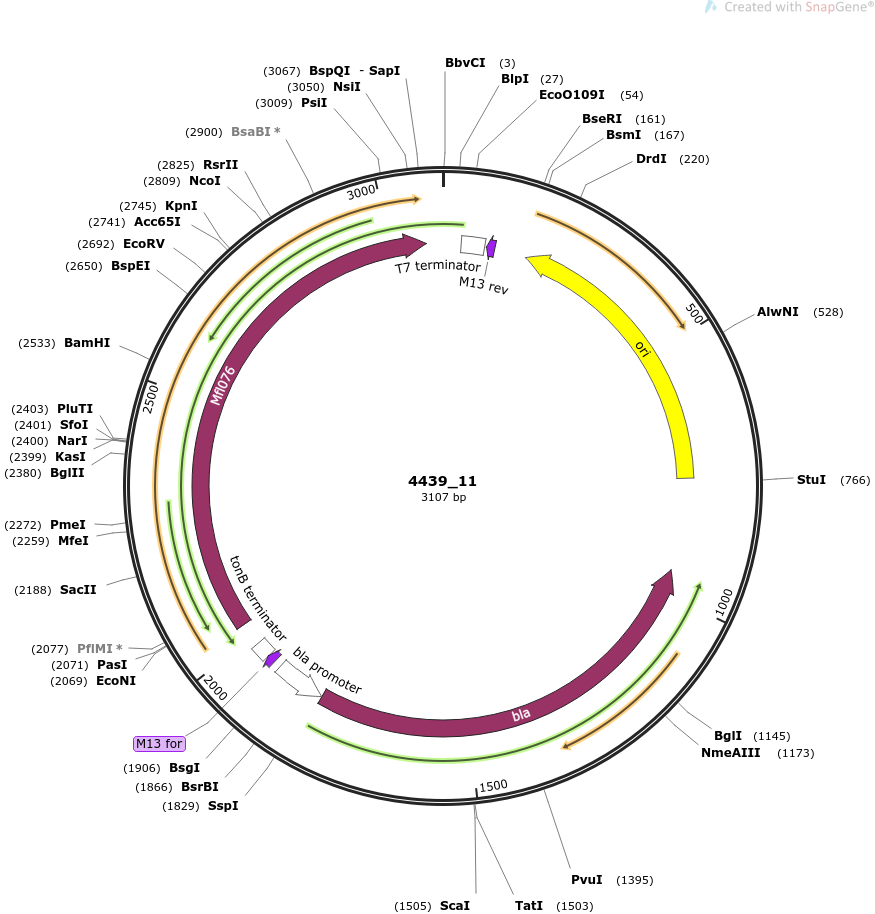 Created with SnapGene®
BbvCI (3)
BlpI (27)
EcoO109I (54)
BseRI (161)
BsmI (167)
DrdI (220)
AlwNI (528)
StuI (766)
BglI (1145)
NmeAIII (1173)
PvuI (1395)
TatI (1503)
(1505) ScaI
(1829) SspI
(1866) BsrBI
(1906) BsgI
M13 for
(2069) EcoNI
(2071) PasI
(2077) PflMI *
(2188) SacII
(2259) MfeI
(2272) PmeI
(2380) BglII
(2399) KasI
(2400) NarI
(2401) SfoI
(2403) PluTI
(2533) BamHI
(2650) BspEI
(2692) EcoRV
(2741) Acc65I
(2745) KpnI
(2809) NcoI
(2825) RsrII
(2900) BsaBI *
(3009) PsiI
(3050) NsiI
(3067) BspQI - SapI
500
1000
1500
2000
2500
3000
T7 terminator
M13 rev
ori
bla
bla promoter
tonB terminator
Mfl076
4439_11
3107 bp